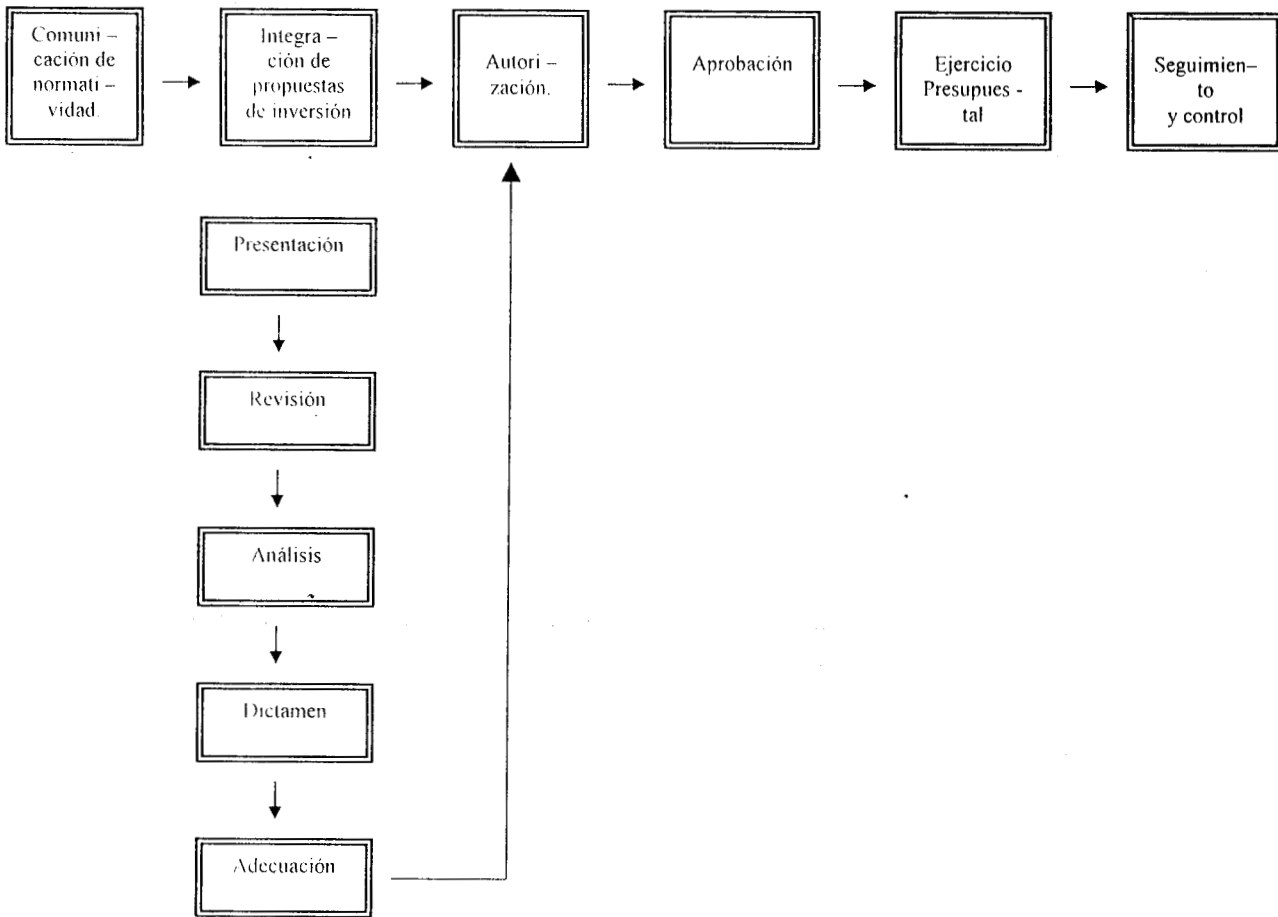 Comuni –
cación de
normati –
vidad.
Integra –
ción de
propuestas
de inversión
Autori –
zación.
Aprobación
Ejercicio
Presupues -
tal
Seguimien–
to
y control
Presentación
Revisión
Análisis
Dictamen
Adecuación